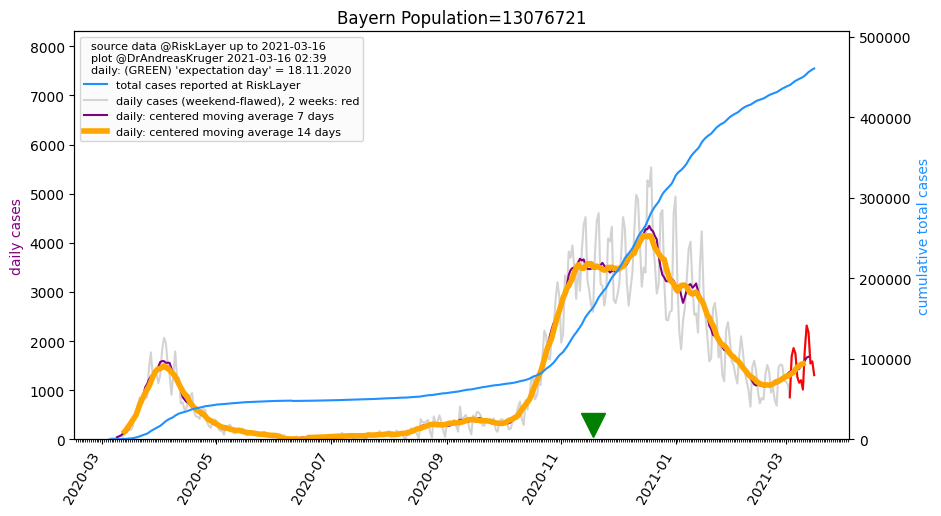 Bayern Population=13076721
source data @RiskLayer up to 2021-03-16
plot @DrAndreasKruger 2021-03-16 02:39
daily: (GREEN) 'expectation day' = 18.11.2020
total cases reported at RiskLayer
daily cases (weekend-flawed), 2 weeks: red
daily: centered moving average 7 days
daily: centered moving average 14 days
daily cases
8000
7000
6000
5000
4000
3000
2000
1000
0
500000
400000
300000
200000
100000
0
cumulative total cases
2020-03
2020-05
2020-07
2020-09
2020-11
2021-01
2021-03